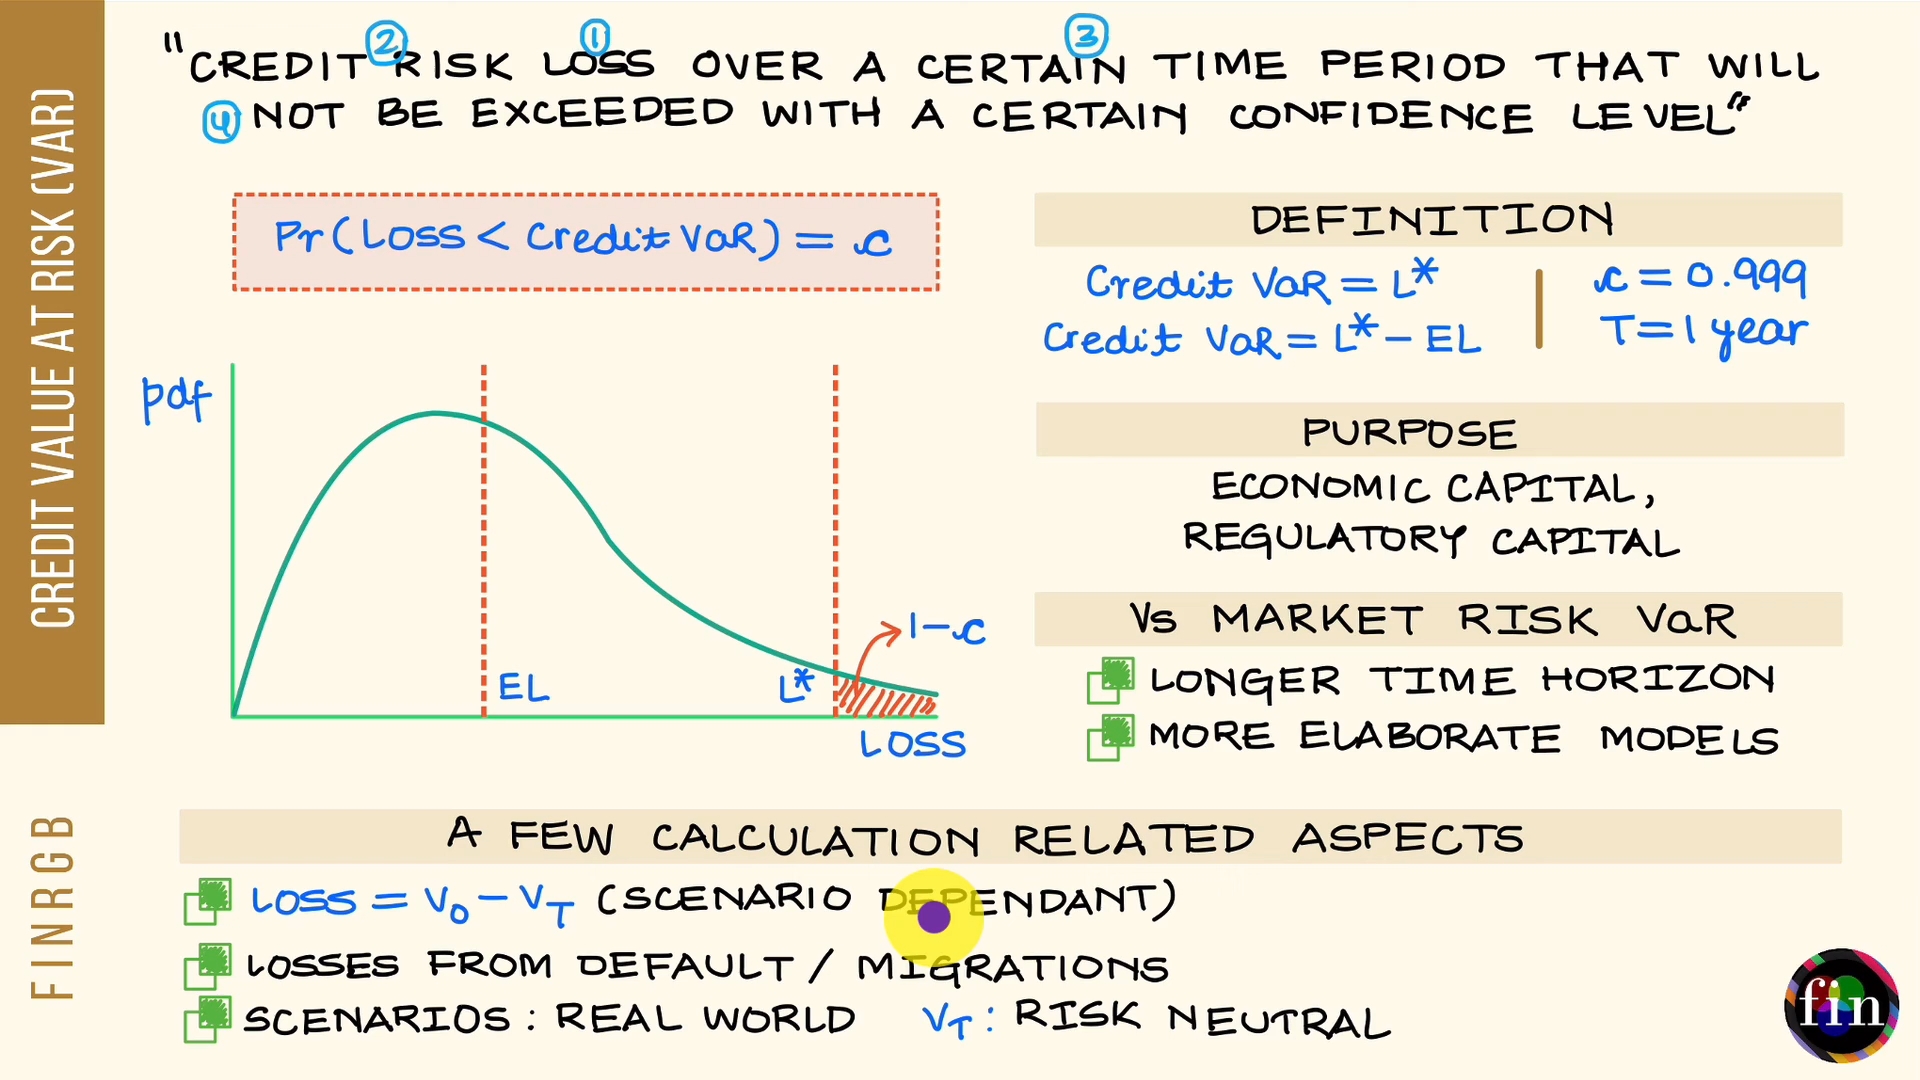 CREDIT VALUE AT RISK (VAR)
FINRGB
2 1 3
"CREDIT RISK LOSS OVER A CERTAIN TIME PERIOD THAT WILL
4 NOT BE EXCEEDED WITH A CERTAIN CONFIDENCE LEVEL"
Pr(LOSS < Credit VaR) = c
pdf
EL
L*
1-c
LOSS
DEFINITION
Credit VaR = L*
Credit VaR = L* - EL
c = 0.999
T = 1 year
PURPOSE
ECONOMIC CAPITAL,
REGULATORY CAPITAL
Vs MARKET RISK VaR
LONGER TIME HORIZON
MORE ELABORATE MODELS
A FEW CALCULATION RELATED ASPECTS
LOSS = V₀ - V_T (SCENARIO DEPENDANT)
LOSSES FROM DEFAULT / MIGRATIONS
SCENARIOS : REAL WORLD V_T : RISK NEUTRAL
fin